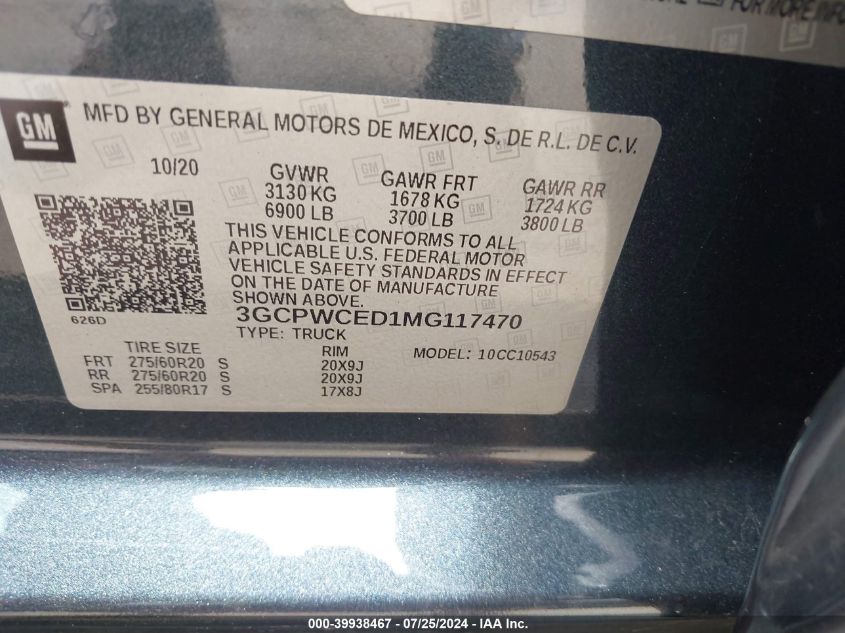 FOR MORE INFO
GM
MFD BY GENERAL MOTORS DE MEXICO, S. DE R.L. DE C.V.
10/20 GVWR GAWR FRT GAWR RR
3130 KG 1678 KG 1724 KG
6900 LB 3700 LB 3800 LB
THIS VEHICLE CONFORMS TO ALL
APPLICABLE U.S. FEDERAL MOTOR
VEHICLE SAFETY STANDARDS IN EFFECT
ON THE DATE OF MANUFACTURE
SHOWN ABOVE.
626D 3GCPWCED1MG117470
TYPE: TRUCK
TIRE SIZE RIM MODEL: 10CC10543
FRT 275/60R20 S 20X9J
RR 275/60R20 S 20X9J
SPA 255/80R17 S 17X8J
000-39938467 - 07/25/2024 - IAAI.COM